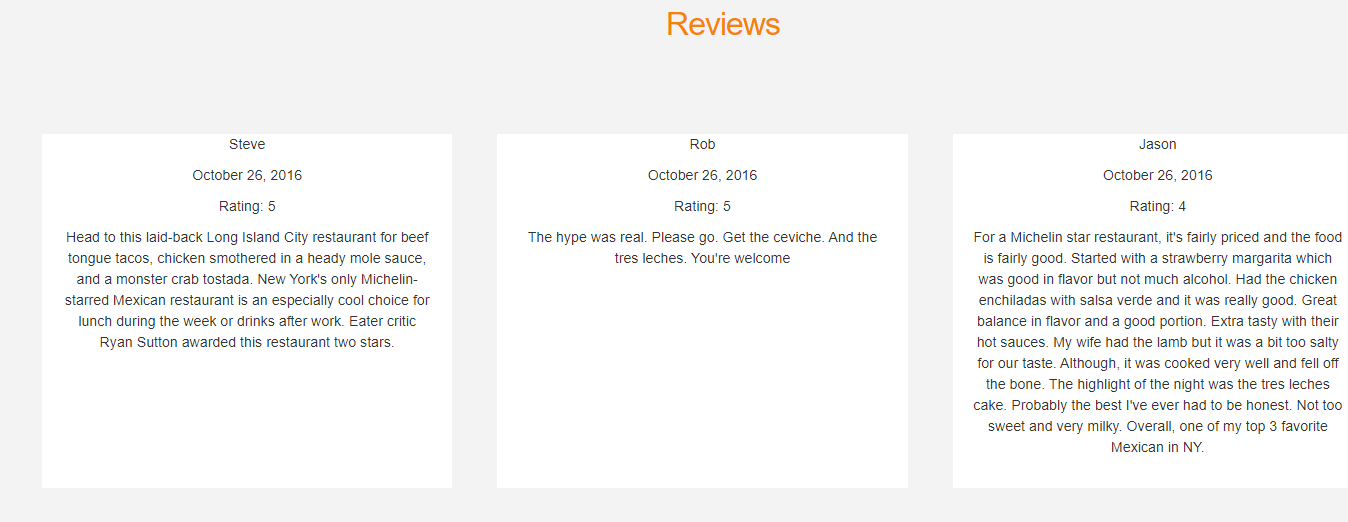 Reviews
Steve
October 26, 2016
Rating: 5
Head to this laid-back Long Island City restaurant for beef
tongue tacos, chicken smothered in a heady mole sauce,
and a monster crab tostada. New York's only Michelin-
starred Mexican restaurant is an especially cool choice for
lunch during the week or drinks after work. Eater critic
Ryan Sutton awarded this restaurant two stars.
Rob
October 26, 2016
Rating: 5
The hype was real. Please go. Get the ceviche. And the
tres leches. You're welcome
Jason
October 26, 2016
Rating: 4
For a Michelin star restaurant, it's fairly priced and the food
is fairly good. Started with a strawberry margarita which
was good in flavor but not much alcohol. Had the chicken
enchiladas with salsa verde and it was really good. Great
balance in flavor and a good portion. Extra tasty with their
hot sauces. My wife had the lamb but it was a bit too salty
for our taste. Although, it was cooked very well and fell off
the bone. The highlight of the night was the tres leches
cake. Probably the best I've ever had to be honest. Not too
sweet and very milky. Overall, one of my top 3 favorite
Mexican in NY.